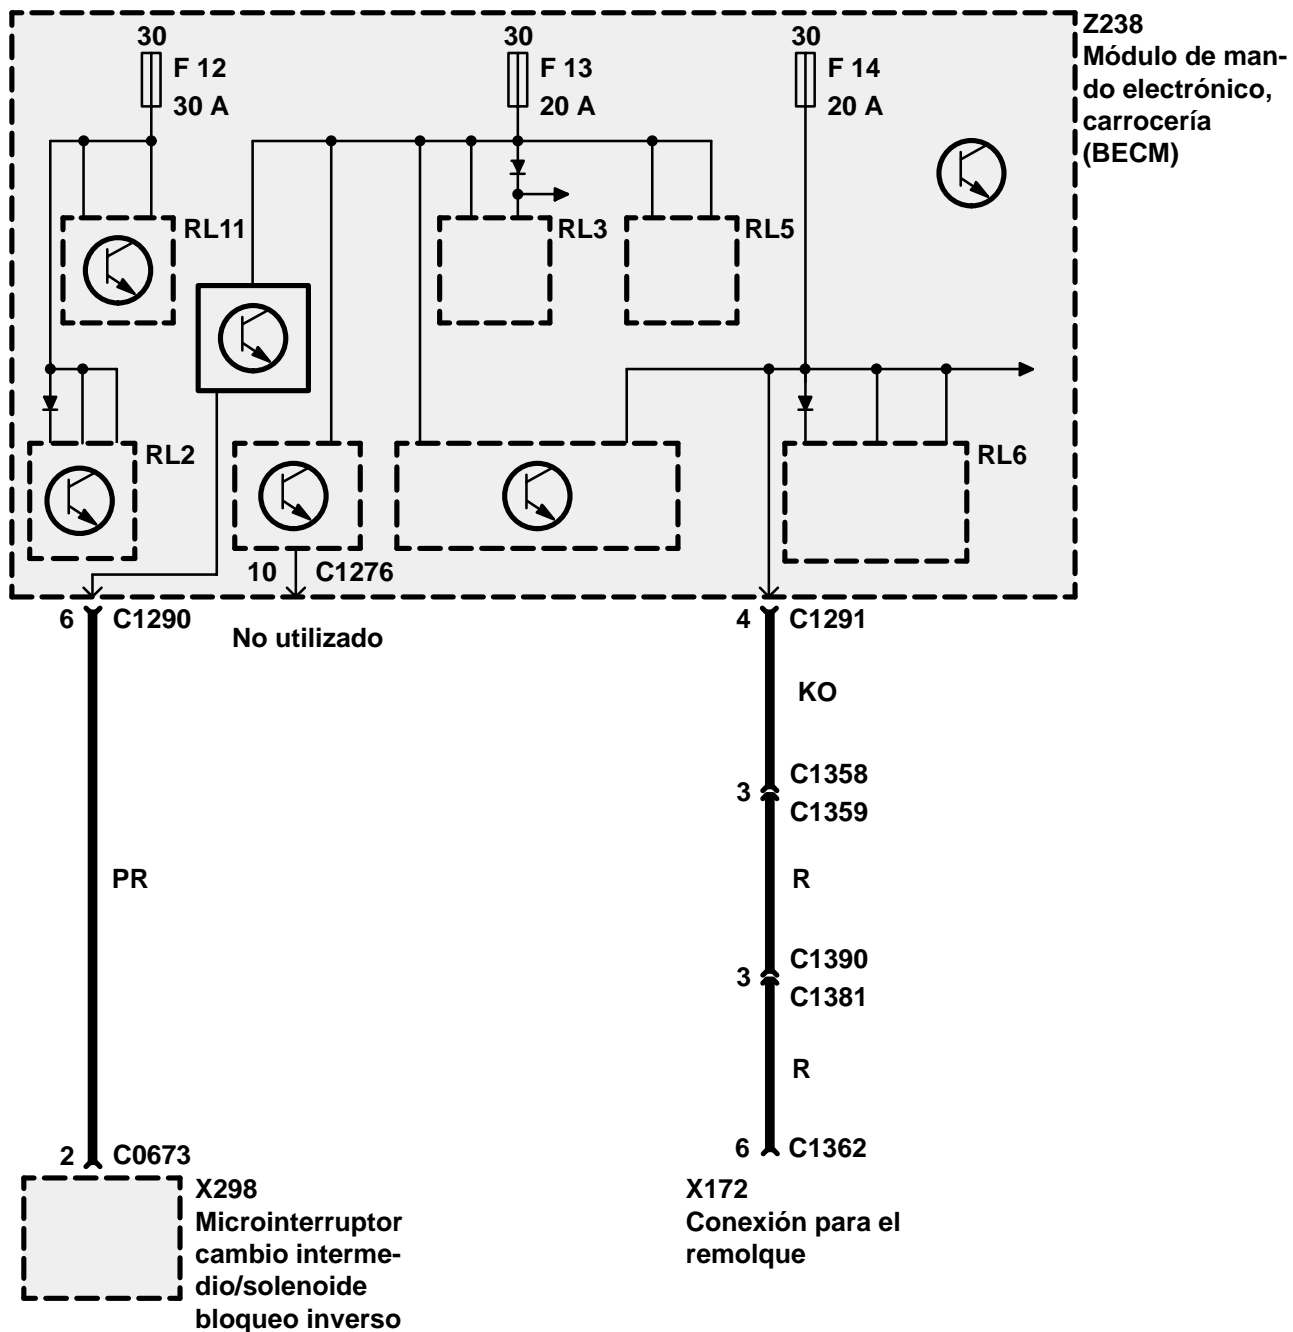 30
30
30
Z238
Módulo de man-
do electrónico,
carrocería
(BECM)
F 12
30 A
F 13
20 A
F 14
20 A
RL11
RL3
RL5
RL2
RL6
10
C1276
6
C1290
No utilizado
4
C1291
KO
3
C1358
C1359
PR
R
3
C1390
C1381
R
2
C0673
6
C1362
X298
Microinterruptor
cambio interme-
dio/solenoide
bloqueo inverso
X172
Conexión para el
remolque